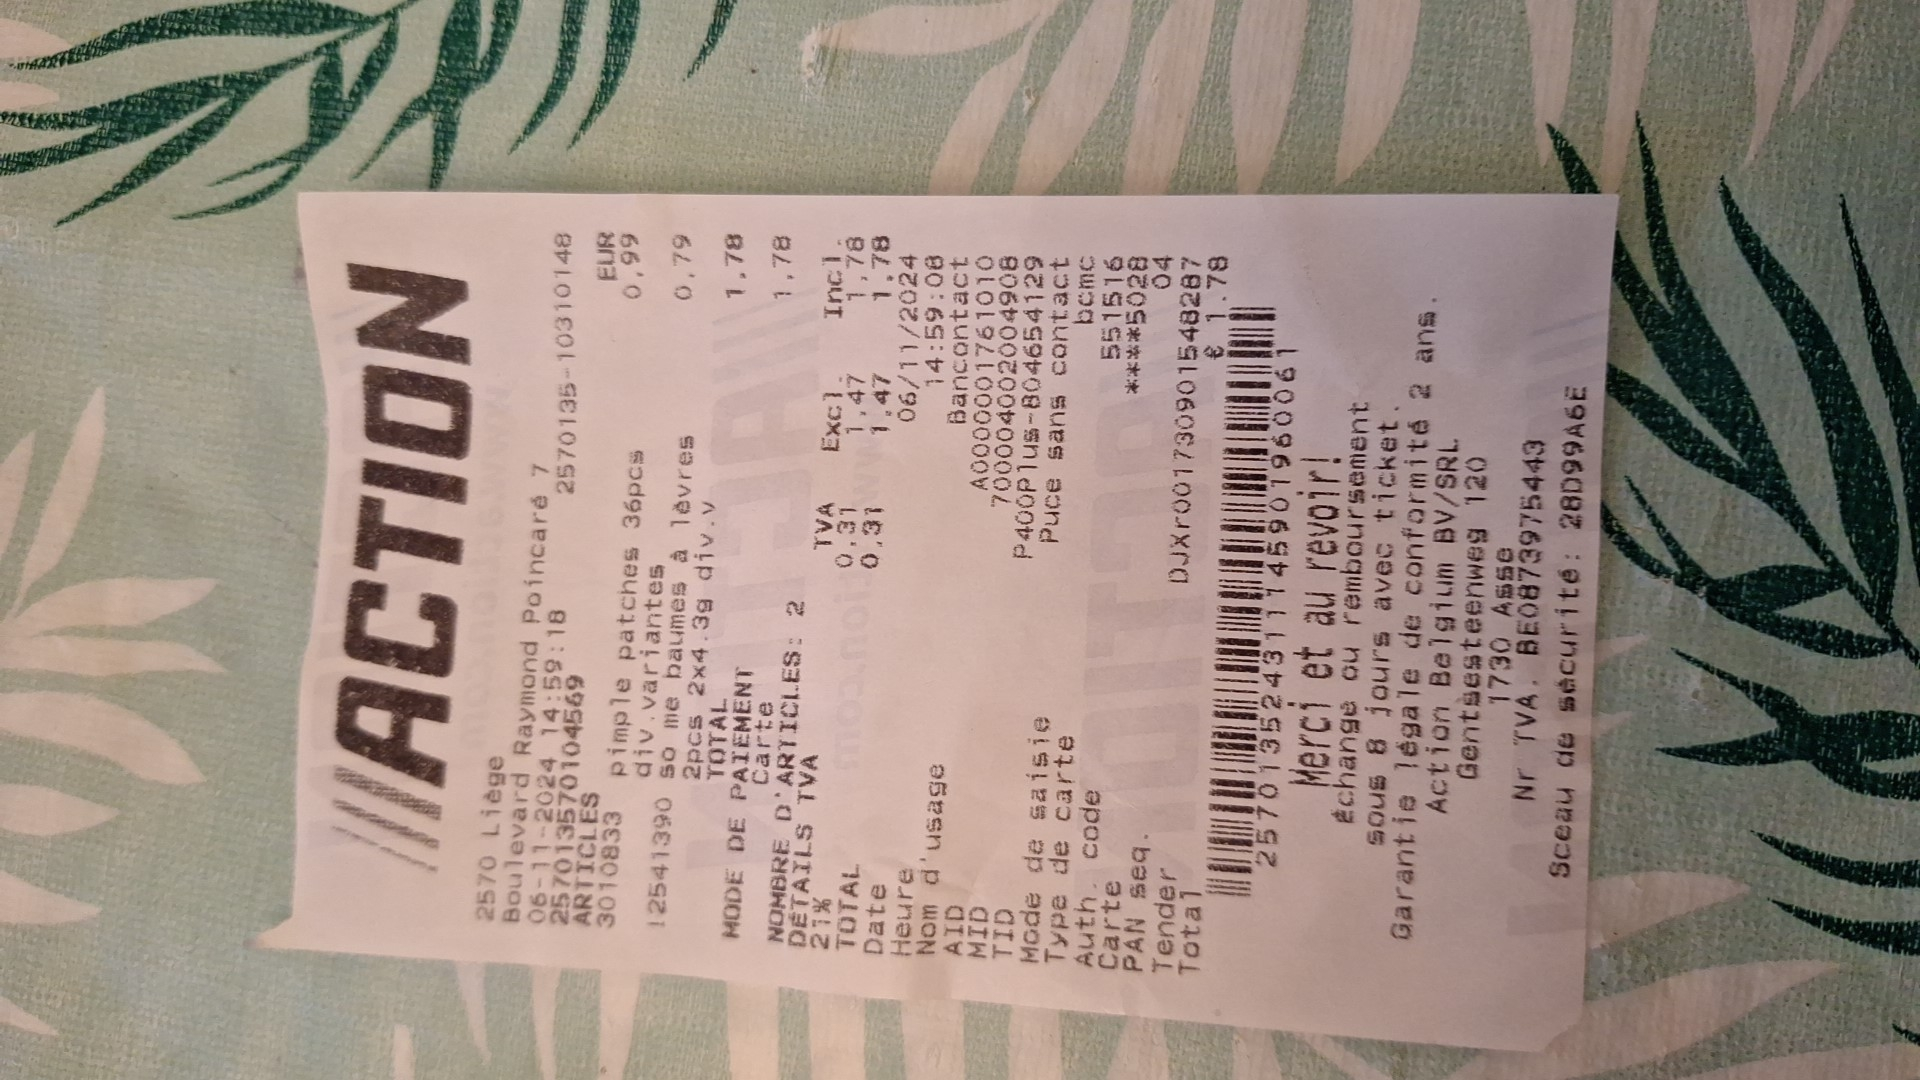 ACTION
2570 Liège
Boulevard Raymond Poincaré 7
06-11-2024 14:59:18 2570135-103101​48
2570135701045​69
ARTICLES EUR
3010833 pimple patches 36pcs 0,99
div.variantes
12541390 so me baumes à lèvres 0,79
2pcs 2x4.3g div.v
TOTAL 1,78
MODE DE PAIEMENT
Carte 1,78
NOMBRE D'ARTICLES: 2
DÉTAILS TVA TVA Excl. Incl.
21% 0,31 1,47 1,78
TOTAL 0,31 1,47 1,78
Date 06/11/2024
Heure 14:59:08
Nom d'usage Bancontact
AID A0000001761010
MID 700004002004908
TID P400Plus-804654129
Mode de saisie Puce sans contact
Type de carte bcmc
Auth. code 551516
Carte ****5028
PAN seq. 04
Tender DJXr001730901548287
Total € 1.78
2570135243117459019600​61
Merci et au revoir!
Échange ou remboursement
sous 8 jours avec ticket.
Garantie légale de conformité 2 ans.
Action Belgium BV/SRL
Gentsesteenweg 120
1730 Asse
Nr TVA. BE0873975443
Sceau de sécurité: 28D99A6E